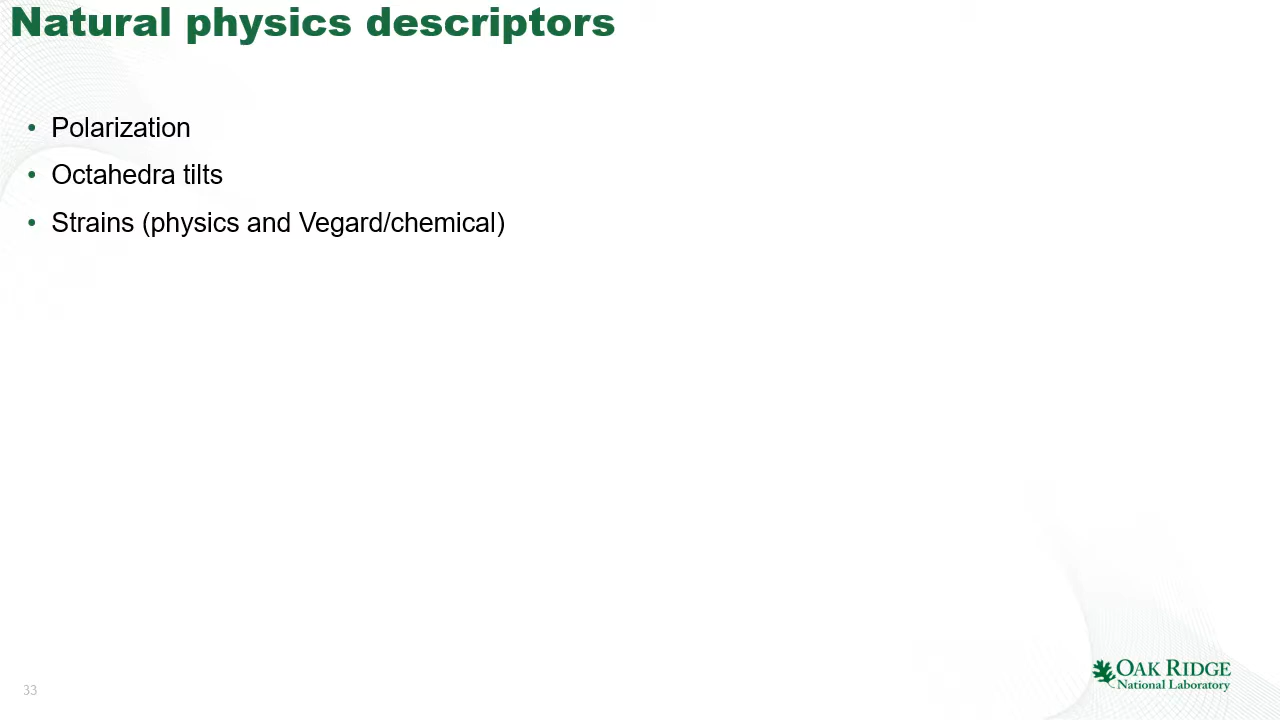 Natural physics descriptors
• Polarization
• Octahedra tilts
• Strains (physics and Vegard/chemical)
33
OAK RIDGE
National Laboratory